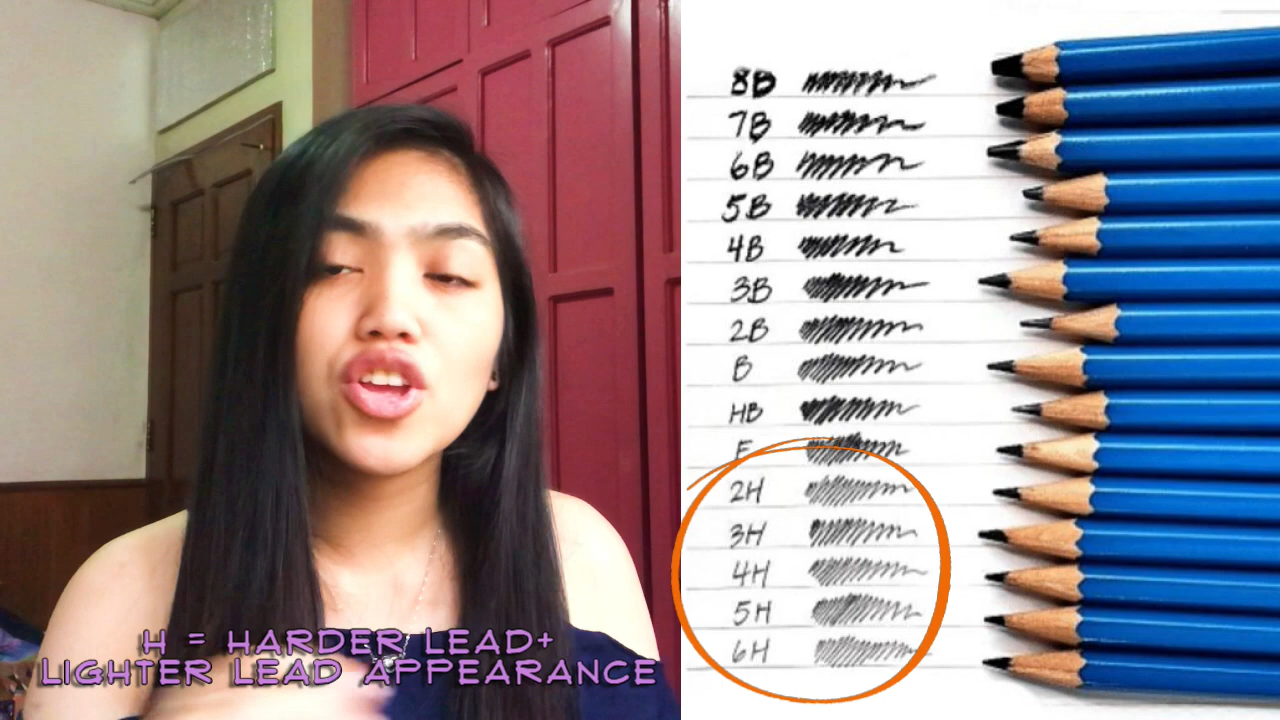 8B
7B
6B
5B
4B
3B
2B
B
HB
F
2H
3H
4H
5H
6H
H = HARDER LEAD+
LIGHTER LEAD APPEARANCE